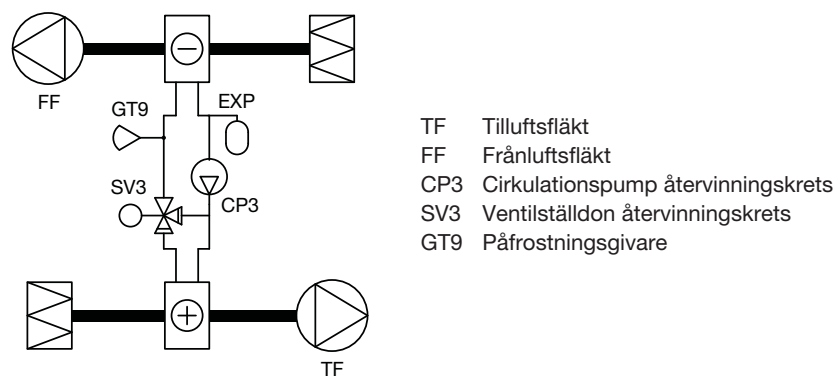 FF
GT9
EXP
SV3
CP3
TF
TF Tilluftsfläkt
FF Frånluftsfläkt
CP3 Cirkulationspump återvinningskrets
SV3 Ventilställdon återvinningskrets
GT9 Påfrostningsgivare